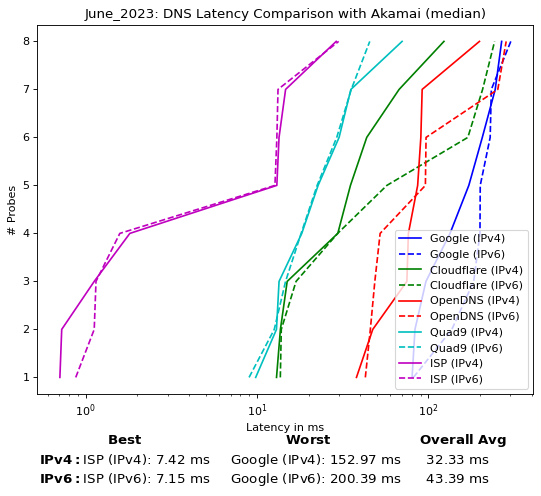 June_2023: DNS Latency Comparison with Akamai (median)
# Probes
8
7
6
5
4
3
2
1
Google (IPv4)
Google (IPv6)
Cloudflare (IPv4)
Cloudflare (IPv6)
OpenDNS (IPv4)
OpenDNS (IPv6)
Quad9 (IPv4)
Quad9 (IPv6)
ISP (IPv4)
ISP (IPv6)
10⁰ 10¹ 10²
Latency in ms
Best Worst Overall Avg
IPv4: ISP (IPv4): 7.42 ms Google (IPv4): 152.97 ms 32.33 ms
IPv6: ISP (IPv6): 7.15 ms Google (IPv6): 200.39 ms 43.39 ms